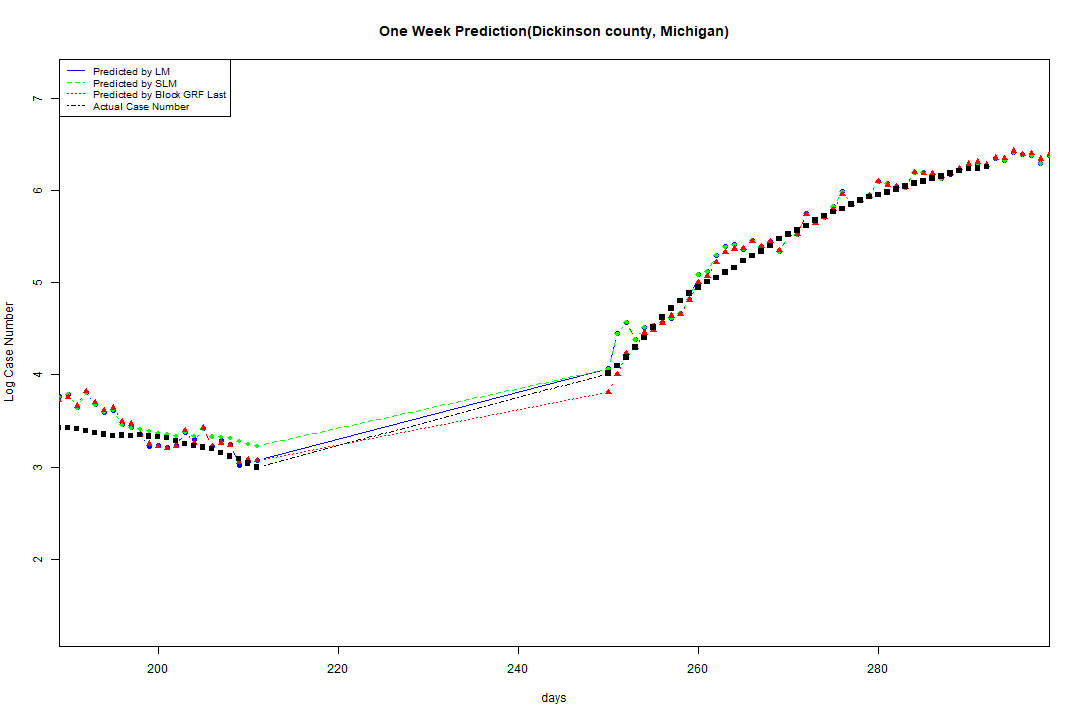 One Week Prediction(Dickinson county, Michigan)
Predicted by LM
Predicted by SLM
Predicted by Block GRF Last
Actual Case Number
7
6
5
4
3
2
Log Case Number
200 220 240 260 280
days